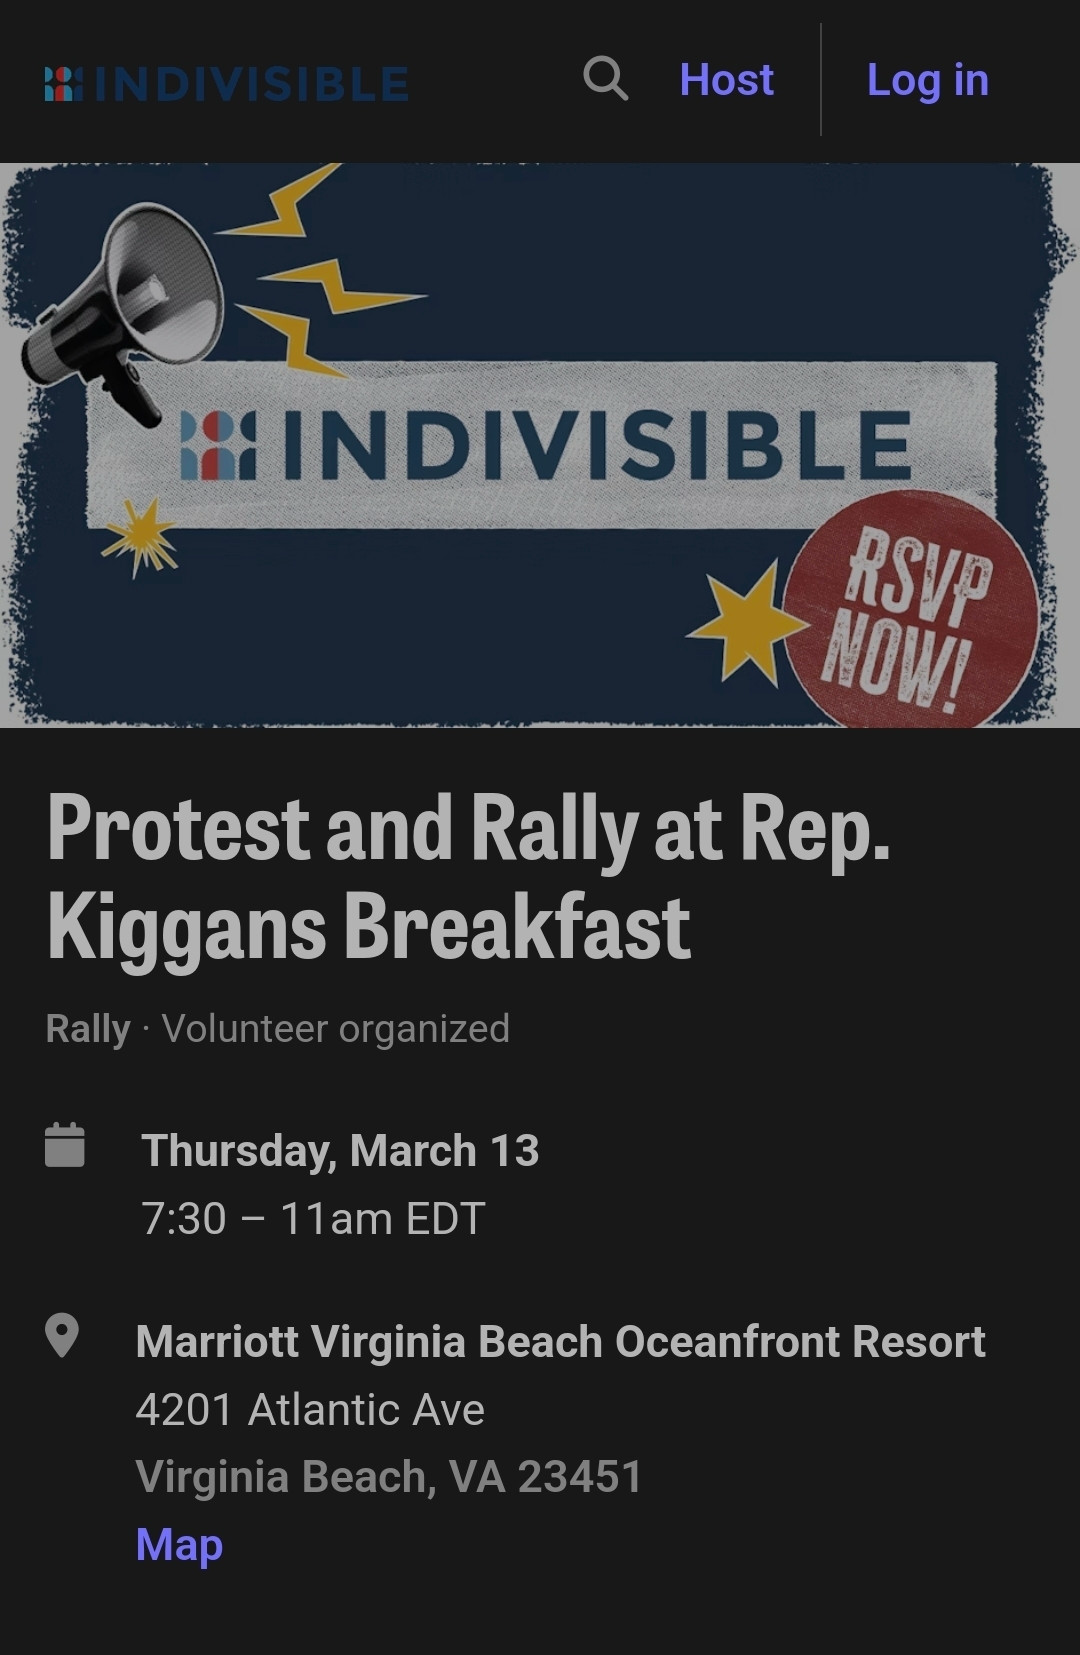 INDIVISIBLE
Host
Log in
INDIVISIBLE
RSVP
NOW!
Protest and Rally at Rep.
Kiggans Breakfast
Rally · Volunteer organized
Thursday, March 13
7:30 – 11am EDT
Marriott Virginia Beach Oceanfront Resort
4201 Atlantic Ave
Virginia Beach, VA 23451
Map